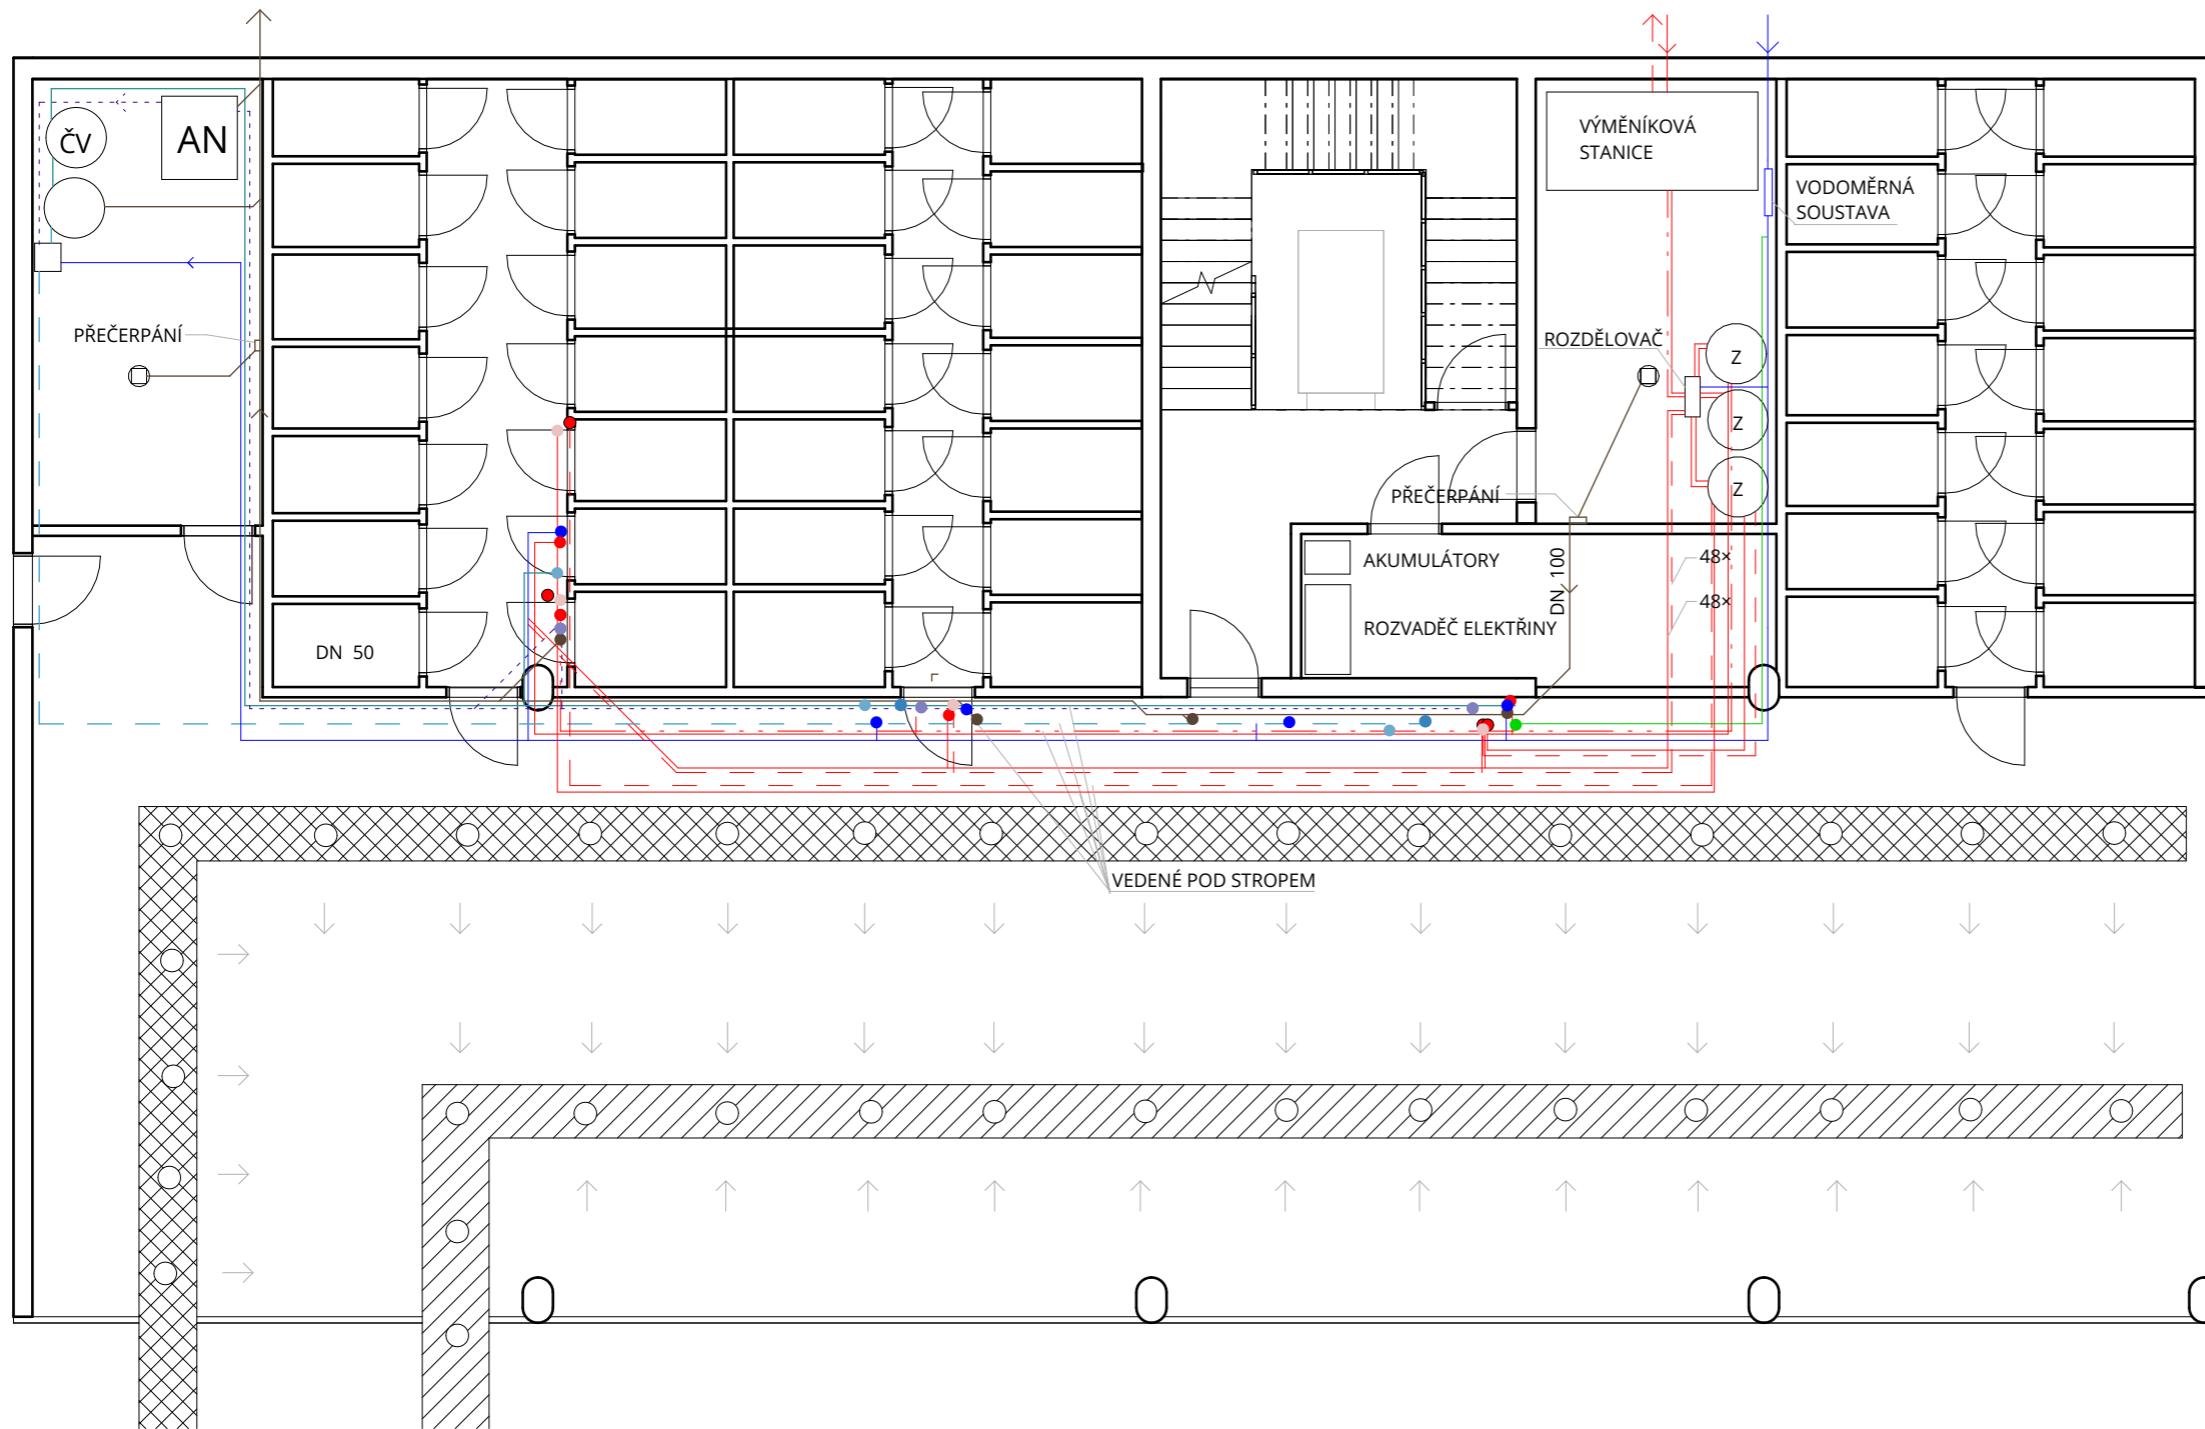 ČV
AN
VÝMĚNÍKOVÁ
STANICE
VODOMĚRNÁ
SOUSTAVA
PŘEČERPÁNÍ
ROZDĚLOVAČ
Z
Z
Z
PŘEČERPÁNÍ
AKUMULÁTORY
DN 100
48×
48×
ROZVADĚČ ELEKTŘINY
DN 50
VEDENÉ POD STROPEM